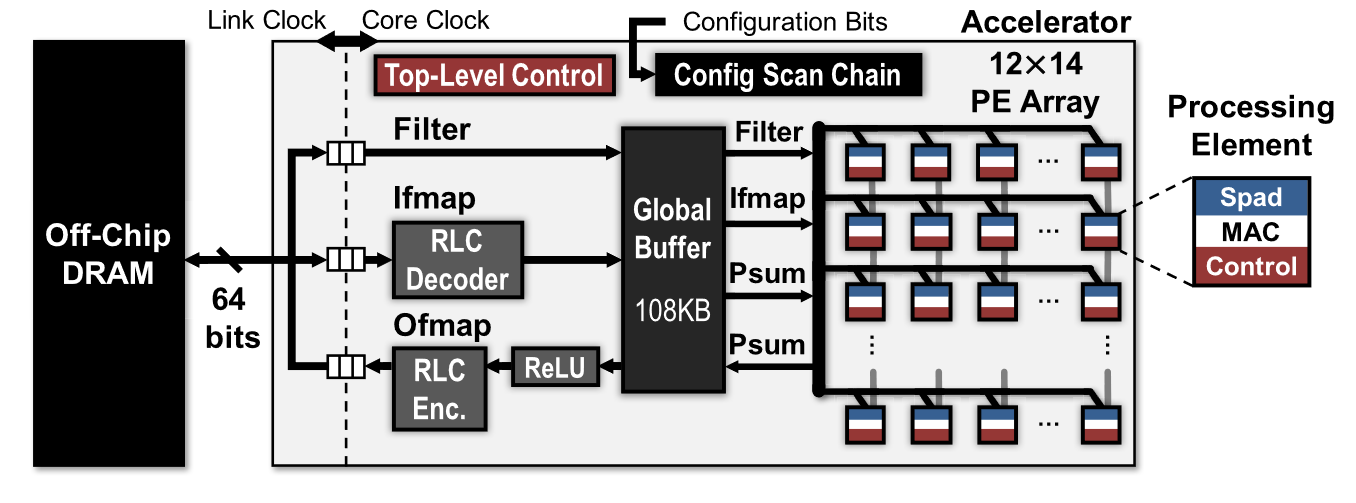 Link Clock
Core Clock
Configuration Bits
Accelerator
Top-Level Control
Config Scan Chain
12×14
PE Array
Processing
Element
Filter
Filter
Ifmap
RLC
Decoder
Global
Buffer
108KB
Ifmap
Psum
Psum
Off-Chip
DRAM
64
bits
Ofmap
RLC
Enc.
ReLU
...
...
...
...
...
...
Spad
MAC
Control